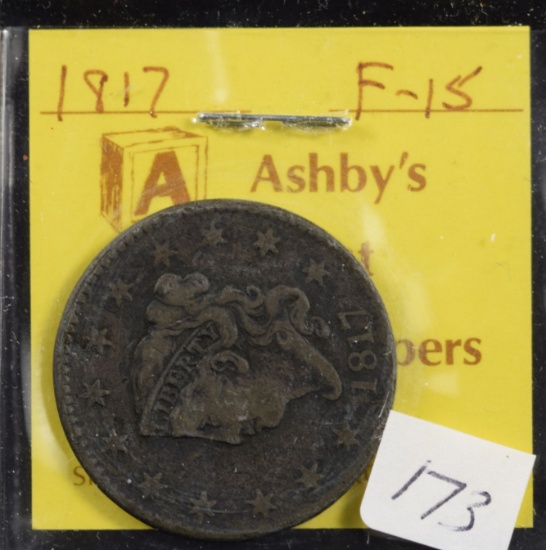 1817 F-15
A
Ashby's
pers
LIBERTY
1817
173